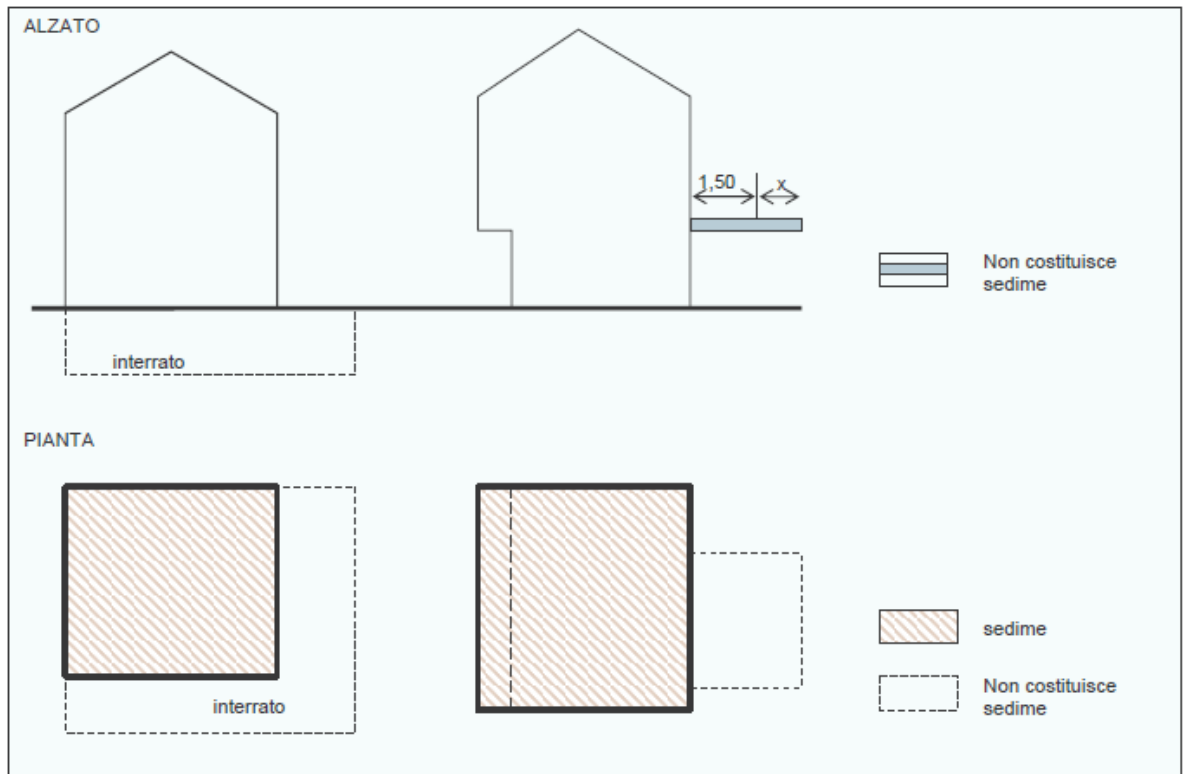 ALZATO
1,50
x
Non costituisce
sedime
interrato
PIANTA
sedime
interrato
Non costituisce
sedime